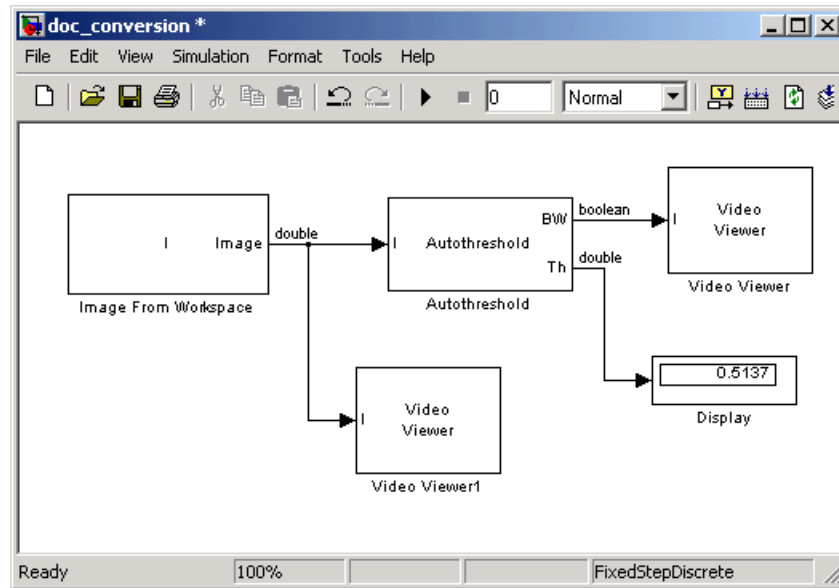 doc_conversion *
File Edit View Simulation Format Tools Help
0 Normal
I Image
Image From Workspace
double
I Autothreshold BW Th
Autothreshold
boolean
double
I Video Viewer
Video Viewer
0.5137
Display
I Video Viewer
Video Viewer1
Ready 100% FixedStepDiscrete